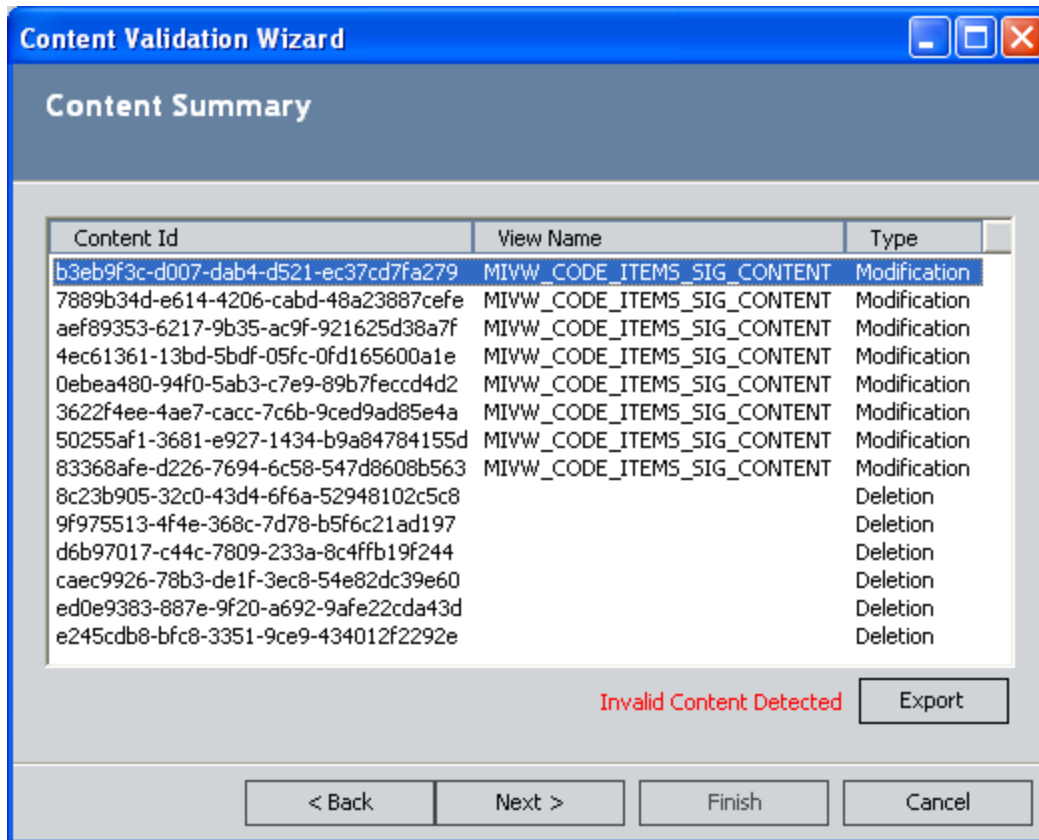 Content Validation Wizard
Content Summary
Content Id View Name Type
b3eb9f3c-d007-dab4-d521-ec37cd7fa279 MIVW_CODE_ITEMS_SIG_CONTENT Modification
7889b34d-e614-4206-cabd-48a23887cefe MIVW_CODE_ITEMS_SIG_CONTENT Modification
aef89353-6217-9b35-ac9f-921625d38a7f MIVW_CODE_ITEMS_SIG_CONTENT Modification
4ec61361-13bd-5bdf-05fc-0fd165600a1e MIVW_CODE_ITEMS_SIG_CONTENT Modification
0ebea480-94f0-5ab3-c7e9-89b7feccd4d2 MIVW_CODE_ITEMS_SIG_CONTENT Modification
3622f4ee-4ae7-cacc-7c6b-9ced9ad85e4a MIVW_CODE_ITEMS_SIG_CONTENT Modification
50255af1-3681-e927-1434-b9a84784155d MIVW_CODE_ITEMS_SIG_CONTENT Modification
83368afe-d226-7694-6c58-547d8608b563 MIVW_CODE_ITEMS_SIG_CONTENT Modification
8c23b905-32c0-43d4-6f6a-52948102c5c8 Deletion
9f975513-4f4e-368c-7d78-b5f6c21ad197 Deletion
d6b97017-c44c-7809-233a-8c4ffb19f244 Deletion
caec9926-78b3-de1f-3ec8-54e82dc39e60 Deletion
ed0e9383-887e-9f20-a692-9afe22cda43d Deletion
e245cdb8-bfc8-3351-9ce9-434012f2292e Deletion
Invalid Content Detected Export
< Back Next > Finish Cancel